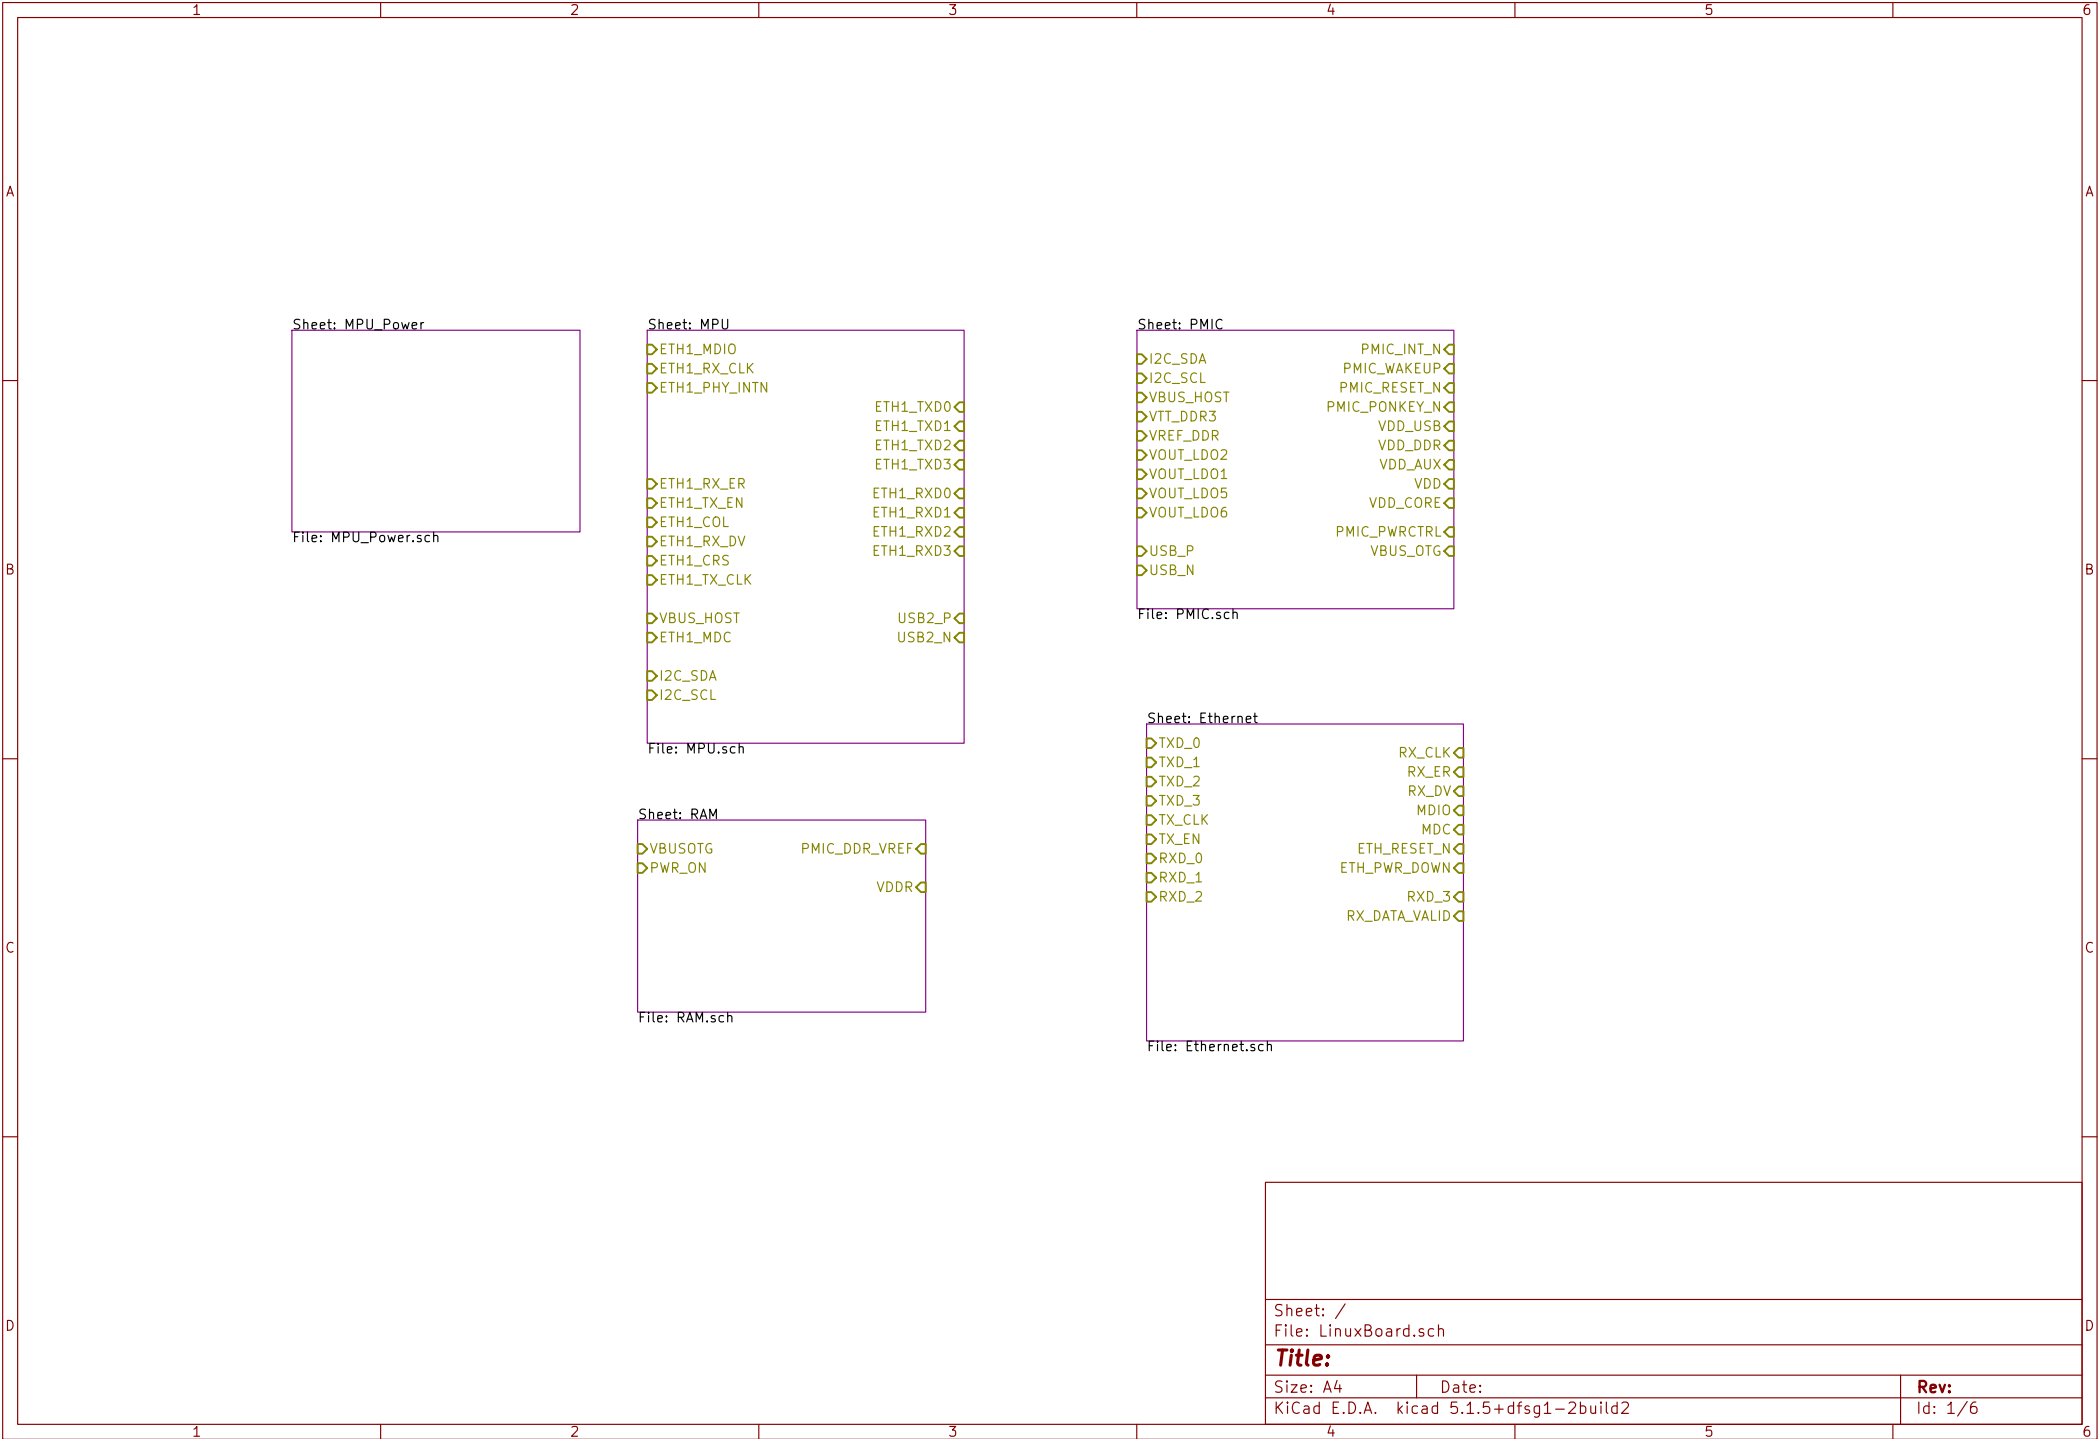 1 2 3 4 5 6
A A
B B
C C
D D
Sheet: MPU_Power
File: MPU_Power.sch
Sheet: MPU
ETH1_MDIO
ETH1_RX_CLK
ETH1_PHY_INTN
ETH1_TXD0
ETH1_TXD1
ETH1_TXD2
ETH1_TXD3
ETH1_RX_ER
ETH1_TX_EN
ETH1_COL
ETH1_RX_DV
ETH1_CRS
ETH1_TX_CLK
ETH1_RXD0
ETH1_RXD1
ETH1_RXD2
ETH1_RXD3
VBUS_HOST
ETH1_MDC
USB2_P
USB2_N
I2C_SDA
I2C_SCL
File: MPU.sch
Sheet: PMIC
I2C_SDA
I2C_SCL
VBUS_HOST
VTT_DDR3
VREF_DDR
VOUT_LDO2
VOUT_LDO1
VOUT_LDO5
VOUT_LDO6
USB_P
USB_N
PMIC_INT_N
PMIC_WAKEUP
PMIC_RESET_N
PMIC_PONKEY_N
VDD_USB
VDD_DDR
VDD_AUX
VDD
VDD_CORE
PMIC_PWRCTRL
VBUS_OTG
File: PMIC.sch
Sheet: RAM
VBUSOTG
PWR_ON
PMIC_DDR_VREF
VDDR
File: RAM.sch
Sheet: Ethernet
TXD_0
TXD_1
TXD_2
TXD_3
TX_CLK
TX_EN
RXD_0
RXD_1
RXD_2
RX_CLK
RX_ER
RX_DV
MDIO
MDC
ETH_RESET_N
ETH_PWR_DOWN
RXD_3
RX_DATA_VALID
File: Ethernet.sch
Sheet: /
File: LinuxBoard.sch
Title:
Size: A4 Date: Rev:
KiCad E.D.A. kicad 5.1.5+dfsg1-2build2 Id: 1/6
1 2 3 4 5 6